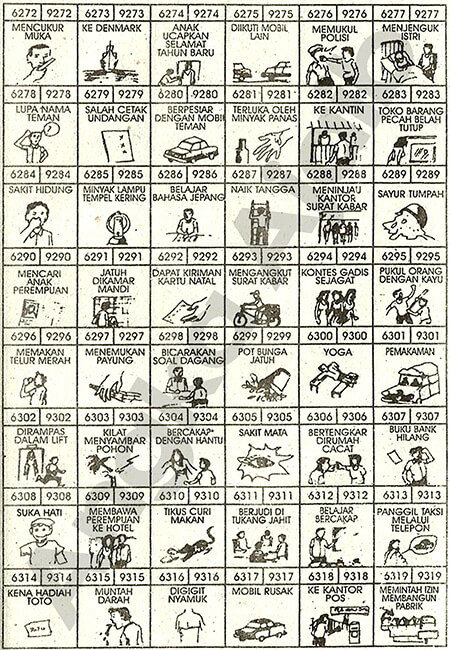 6272 9272 6273 9273 6274 9274 6275 9275 6276 9276 6277 9277
MENCUKUR
MUKA
KE DENMARK
ANAK
UCAPKAN
SELAMAT
TAHUN BARU
DIIKUTI MOBIL
LAIN
MEMUKUL
POLISI
MENJENGUK
ISTRI
6278 9278 6279 9279 6280 9280 6281 9281 6282 9282 6283 9283
LUPA NAMA
TEMAN
SALAH CETAK
UNDANGAN
BERPESIAR
DENGAN MOBIL
TEMAN
TERLUKA OLEH
MINYAK PANAS
KE KANTIN
TOKO BARANG
PECAH BELAH
TUTUP
6284 9284 6285 9285 6286 9286 6287 9287 6288 9288 6289 9289
SAKIT HIDUNG
MINYAK LAMPU
TEMPEL KERING
BELAJAR
BAHASA JEPANG
NAIK TANGGA
MENINJAU
KANTOR
SURAT KABAR
SAYUR TUMPAH
6290 9290 6291 9291 6292 9292 6293 9293 6294 9294 6295 9295
MENCARI
ANAK
PEREMPUAN
JATUH
DIKAMAR
MANDI
DAPAT KIRIMAN
KARTU NATAL
MENGANGKUT
SURAT KABAR
KONTES GADIS
SEJAGAT
PUKUL ORANG
DENGAN KAYU
6296 9296 6297 9297 6298 9298 6299 9299 6300 9300 6301 9301
MEMAKAN
TELUR MERAH
MENEMUKAN
PAYUNG
BICARAKAN
SOAL DAGANG
POT BUNGA
JATUH
YOGA
PEMAKAMAN
6302 9302 6303 9303 6304 9304 6305 9305 6306 9306 6307 9307
DIRAMPAS
DALAM LIFT
KILAT
MENYAMBAR
POHON
BERCAKAP²
DENGAN HANTU
SAKIT MATA
BERTENGKAR
DIRUMAH
CACAT
BUKU BANK
HILANG
6308 9308 6309 9309 6310 9310 6311 9311 6312 9312 6313 9313
SUKA HATI
MEMBAWA
PEREMPUAN
KE HOTEL
TIKUS CURI
MAKAN
BERJUDI DI
TUKANG JAHIT
BELAJAR
BERCAKAP²
PANGGIL TAKSI
MELALUI
TELEPON
6314 9314 6315 9315 6316 9316 6317 9317 6318 9318 6319 9319
KENA HADIAH
TOTO
MUNTAH
DARAH
DIGIGIT
NYAMUK
MOBIL RUSAK
KE KANTOR
POS
MEMINTAH IZIN
MEMBANGUN
PABRIK